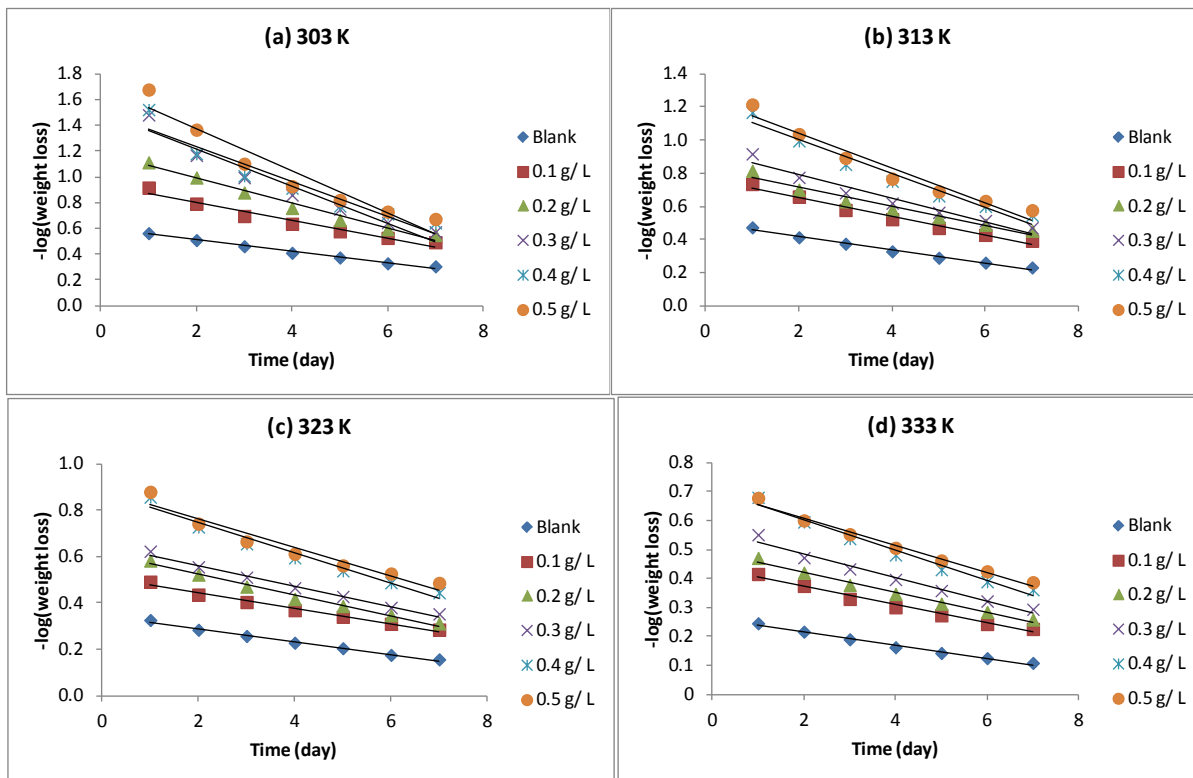 (a) 303 K
-log(weight loss)
1.8
1.6
1.4
1.2
1.0
0.8
0.6
0.4
0.2
0.0
0
2
4
6
8
Time (day)
Blank
0.1 g/ L
0.2 g/ L
0.3 g/ L
0.4 g/ L
0.5 g/ L
(b) 313 K
-log(weight loss)
1.4
1.2
1.0
0.8
0.6
0.4
0.2
0.0
0
2
4
6
8
Time (day)
Blank
0.1 g/ L
0.2 g/ L
0.3 g/ L
0.4 g/ L
0.5 g/ L
(c) 323 K
-log(weight loss)
1.0
0.8
0.6
0.4
0.2
0.0
0
2
4
6
8
Time (day)
Blank
0.1 g/ L
0.2 g/ L
0.3 g/ L
0.4 g/ L
0.5 g/ L
(d) 333 K
-log(weight loss)
0.8
0.7
0.6
0.5
0.4
0.3
0.2
0.1
0
0
2
4
6
8
Time (day)
Blank
0.1 g/ L
0.2 g/ L
0.3 g/ L
0.4 g/ L
0.5 g/ L